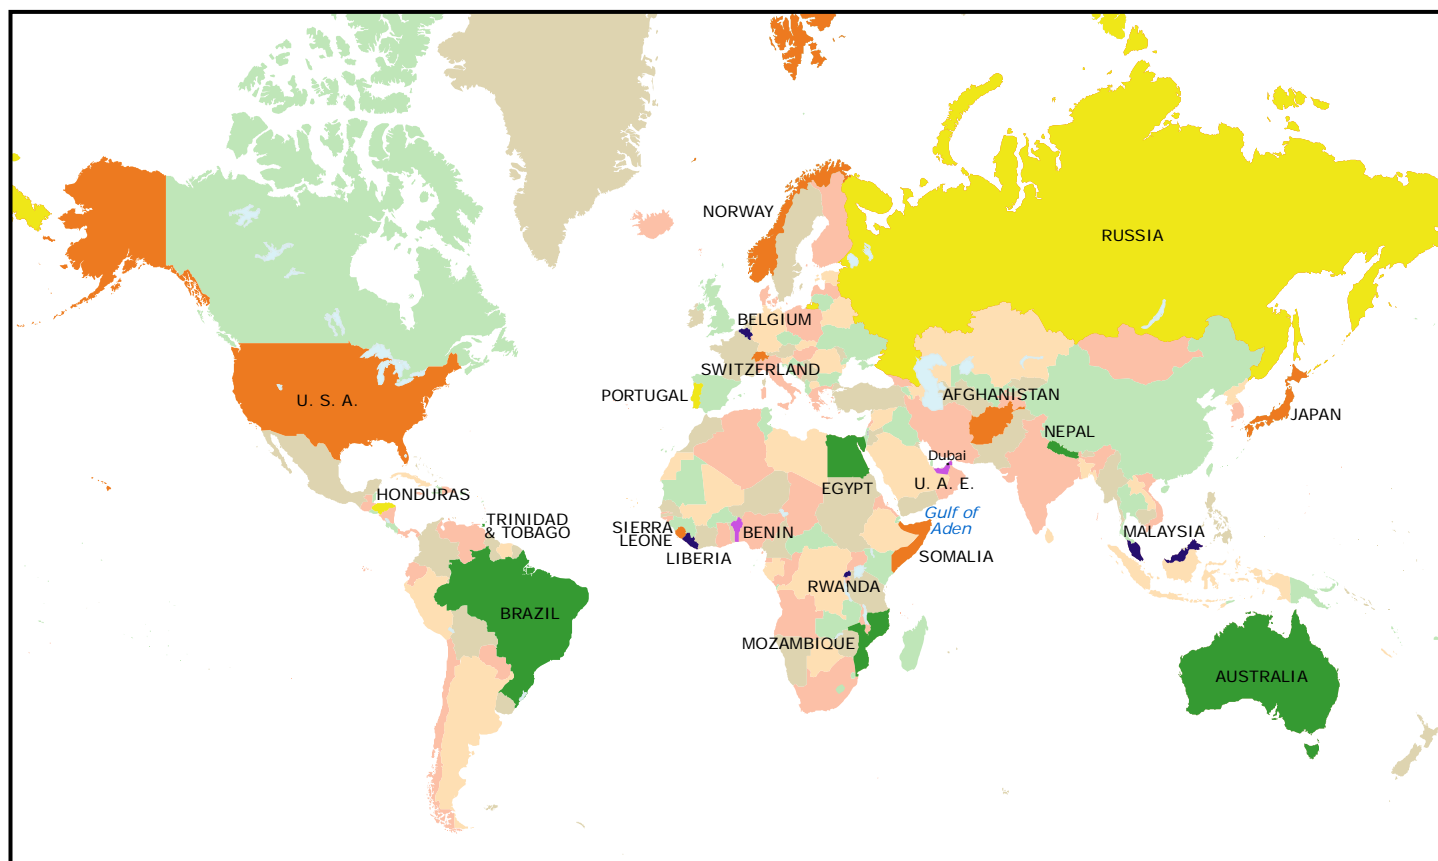 NORWAY
RUSSIA
BELGIUM
SWITZERLAND
PORTUGAL
U. S. A.
AFGHANISTAN
JAPAN
NEPAL
Dubai
U. A. E.
EGYPT
HONDURAS
TRINIDAD
& TOBAGO
SIERRA
LEONE
BENIN
LIBERIA
Gulf of
Aden
SOMALIA
MALAYSIA
RWANDA
BRAZIL
MOZAMBIQUE
AUSTRALIA